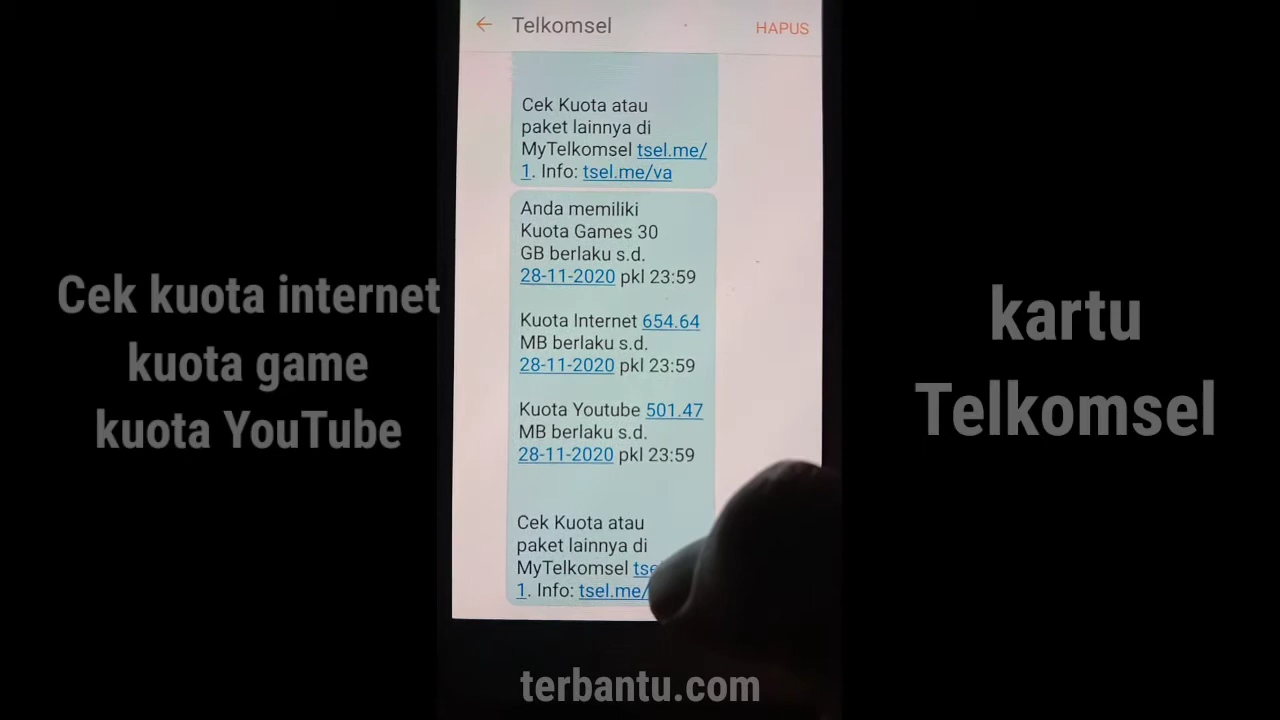 Telkomsel
HAPUS
Cek Kuota atau
paket lainnya di
MyTelkomsel tsel.me/
1. Info: tsel.me/va
Anda memiliki
Kuota Games 30
GB berlaku s.d.
28-11-2020 pkl 23:59
Kuota Internet 654.64
MB berlaku s.d.
28-11-2020 pkl 23:59
Kuota Youtube 501.47
MB berlaku s.d.
28-11-2020 pkl 23:59
Cek Kuota atau
paket lainnya di
MyTelkomsel
1. Info: tsel.me/
Cek kuota internet
kuota game
kuota YouTube
kartu
Telkomsel
terbantu.com